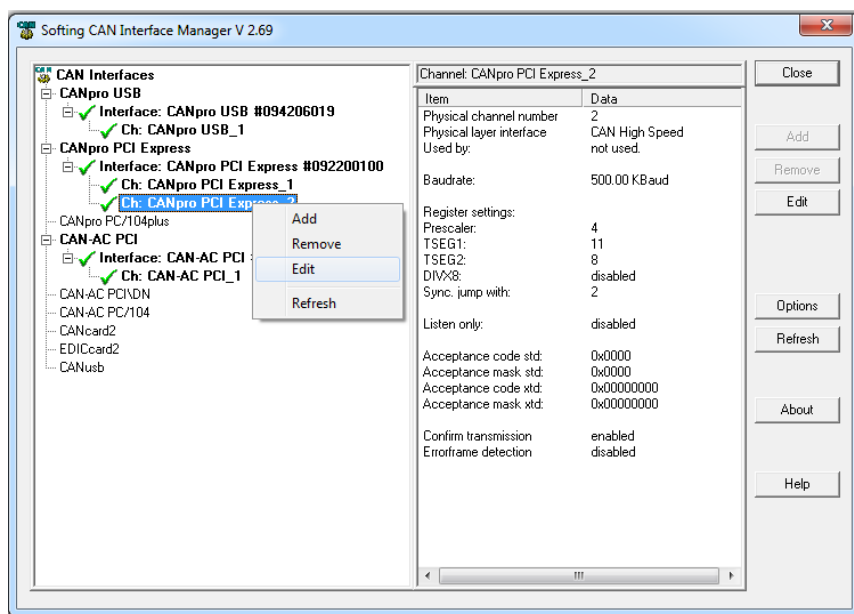 Softing CAN Interface Manager V 2.69
CAN Interfaces
CANpro USB
Interface: CANpro USB #094206019
Ch: CANpro USB_1
CANpro PCI Express
Interface: CANpro PCI Express #092200100
Ch: CANpro PCI Express_1
Ch: CANpro PCI Express_2
CANpro PC/104plus
CAN-AC PCI
Interface: CAN-AC PCI
Ch: CAN-AC PCI_1
CAN-AC PCI\DN
CAN-AC PC/104
CANcard2
EDICcard2
CANusb
Add
Remove
Edit
Refresh
Channel: CANpro PCI Express_2
Item Data
Physical channel number 2
Physical layer interface CAN High Speed
Used by: not used.
Baudrate: 500.00 KBaud
Register settings:
Prescaler: 4
TSEG1: 11
TSEG2: 8
DIVX8: disabled
Sync. jump with: 2
Listen only: disabled
Acceptance code std: 0x0000
Acceptance mask std: 0x0000
Acceptance code xtd: 0x00000000
Acceptance mask xtd: 0x00000000
Confirm transmission enabled
Errorframe detection disabled
Close
Add
Remove
Edit
Options
Refresh
About
Help